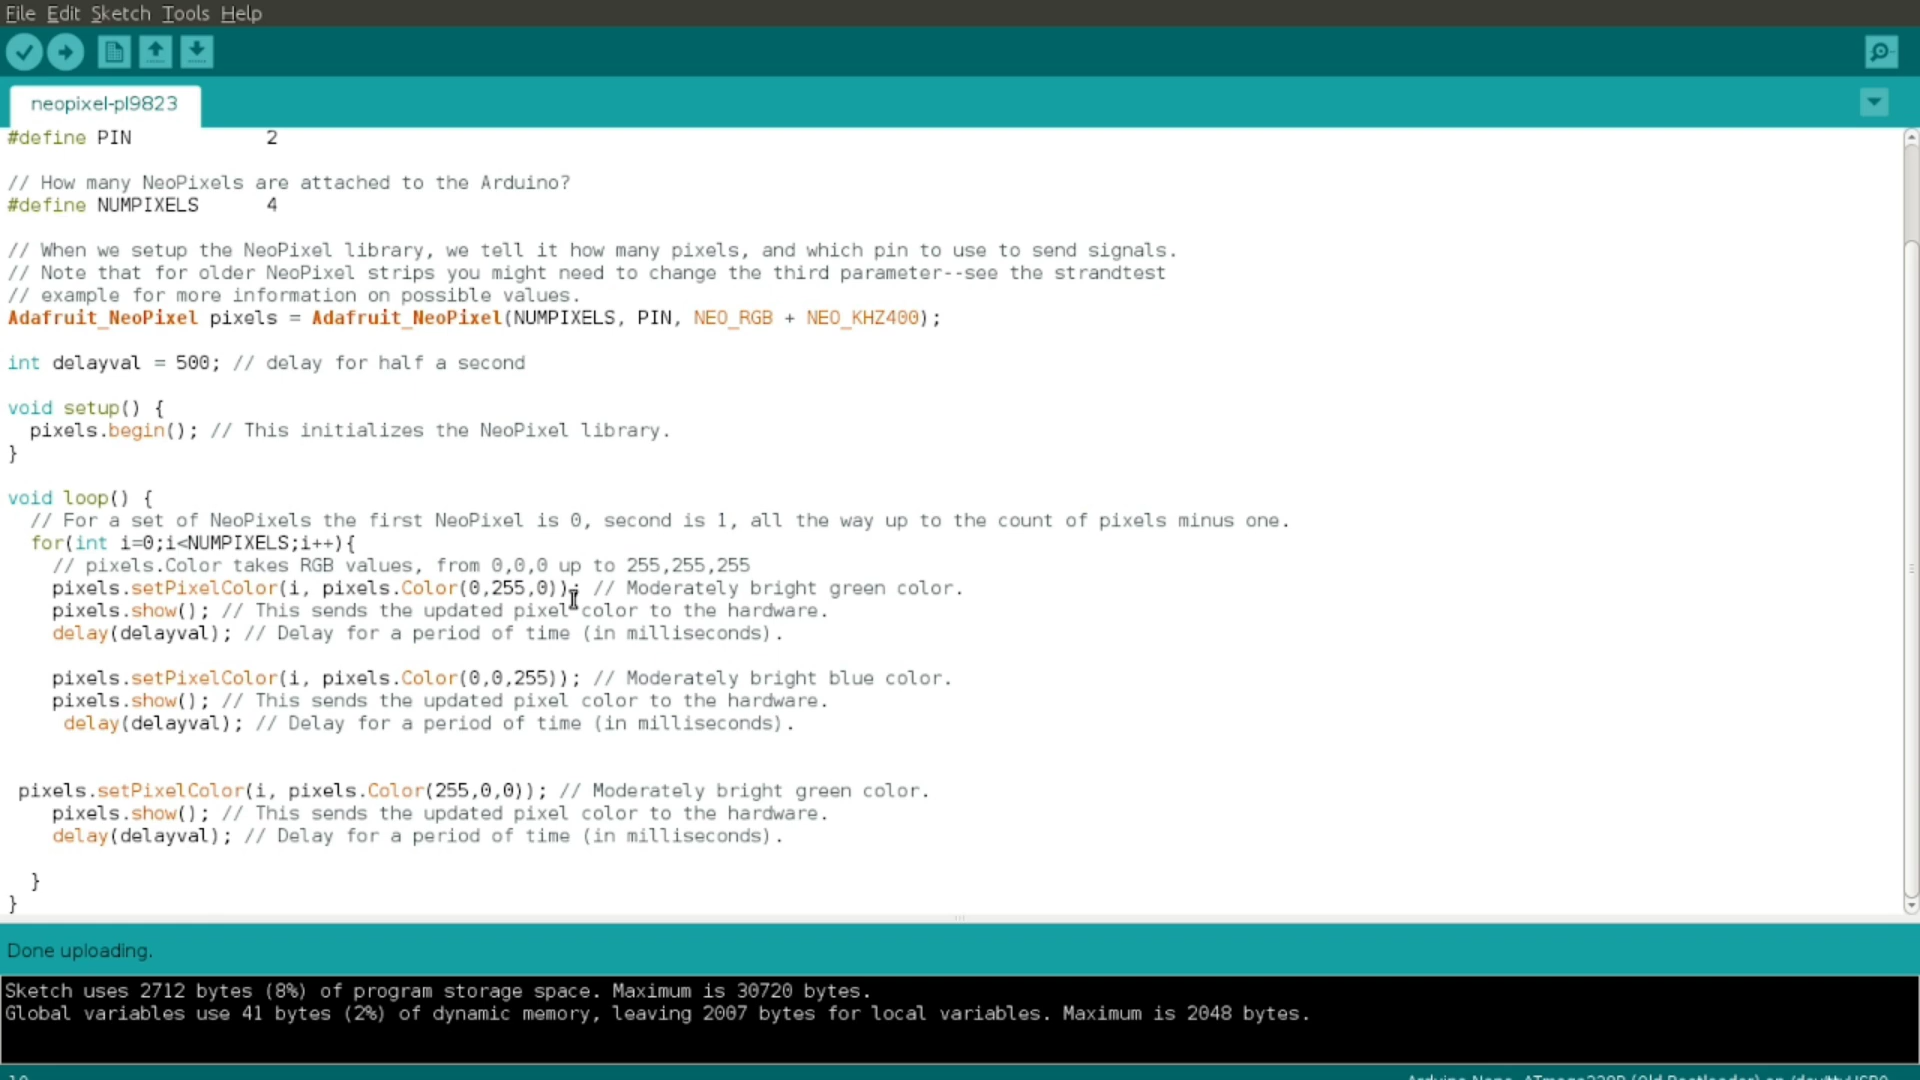 File Edit Sketch Tools Help
neopixel-pl9823
#define PIN 2
// How many NeoPixels are attached to the Arduino?
#define NUMPIXELS 4
// When we setup the NeoPixel library, we tell it how many pixels, and which pin to use to send signals.
// Note that for older NeoPixel strips you might need to change the third parameter--see the strandtest
// example for more information on possible values.
Adafruit_NeoPixel pixels = Adafruit_NeoPixel(NUMPIXELS, PIN, NEO_RGB + NEO_KHZ400);
int delayval = 500; // delay for half a second
void setup() {
pixels.begin(); // This initializes the NeoPixel library.
}
void loop() {
// For a set of NeoPixels the first NeoPixel is 0, second is 1, all the way up to the count of pixels minus one.
for(int i=0;i<NUMPIXELS;i++){
// pixels.Color takes RGB values, from 0,0,0 up to 255,255,255
pixels.setPixelColor(i, pixels.Color(0,255,0)); // Moderately bright green color.
pixels.show(); // This sends the updated pixel color to the hardware.
delay(delayval); // Delay for a period of time (in milliseconds).
pixels.setPixelColor(i, pixels.Color(0,0,255)); // Moderately bright blue color.
pixels.show(); // This sends the updated pixel color to the hardware.
delay(delayval); // Delay for a period of time (in milliseconds).
pixels.setPixelColor(i, pixels.Color(255,0,0)); // Moderately bright green color.
pixels.show(); // This sends the updated pixel color to the hardware.
delay(delayval); // Delay for a period of time (in milliseconds).
}
}
Done uploading.
Sketch uses 2712 bytes (8%) of program storage space. Maximum is 30720 bytes.
Global variables use 41 bytes (2%) of dynamic memory, leaving 2007 bytes for local variables. Maximum is 2048 bytes.